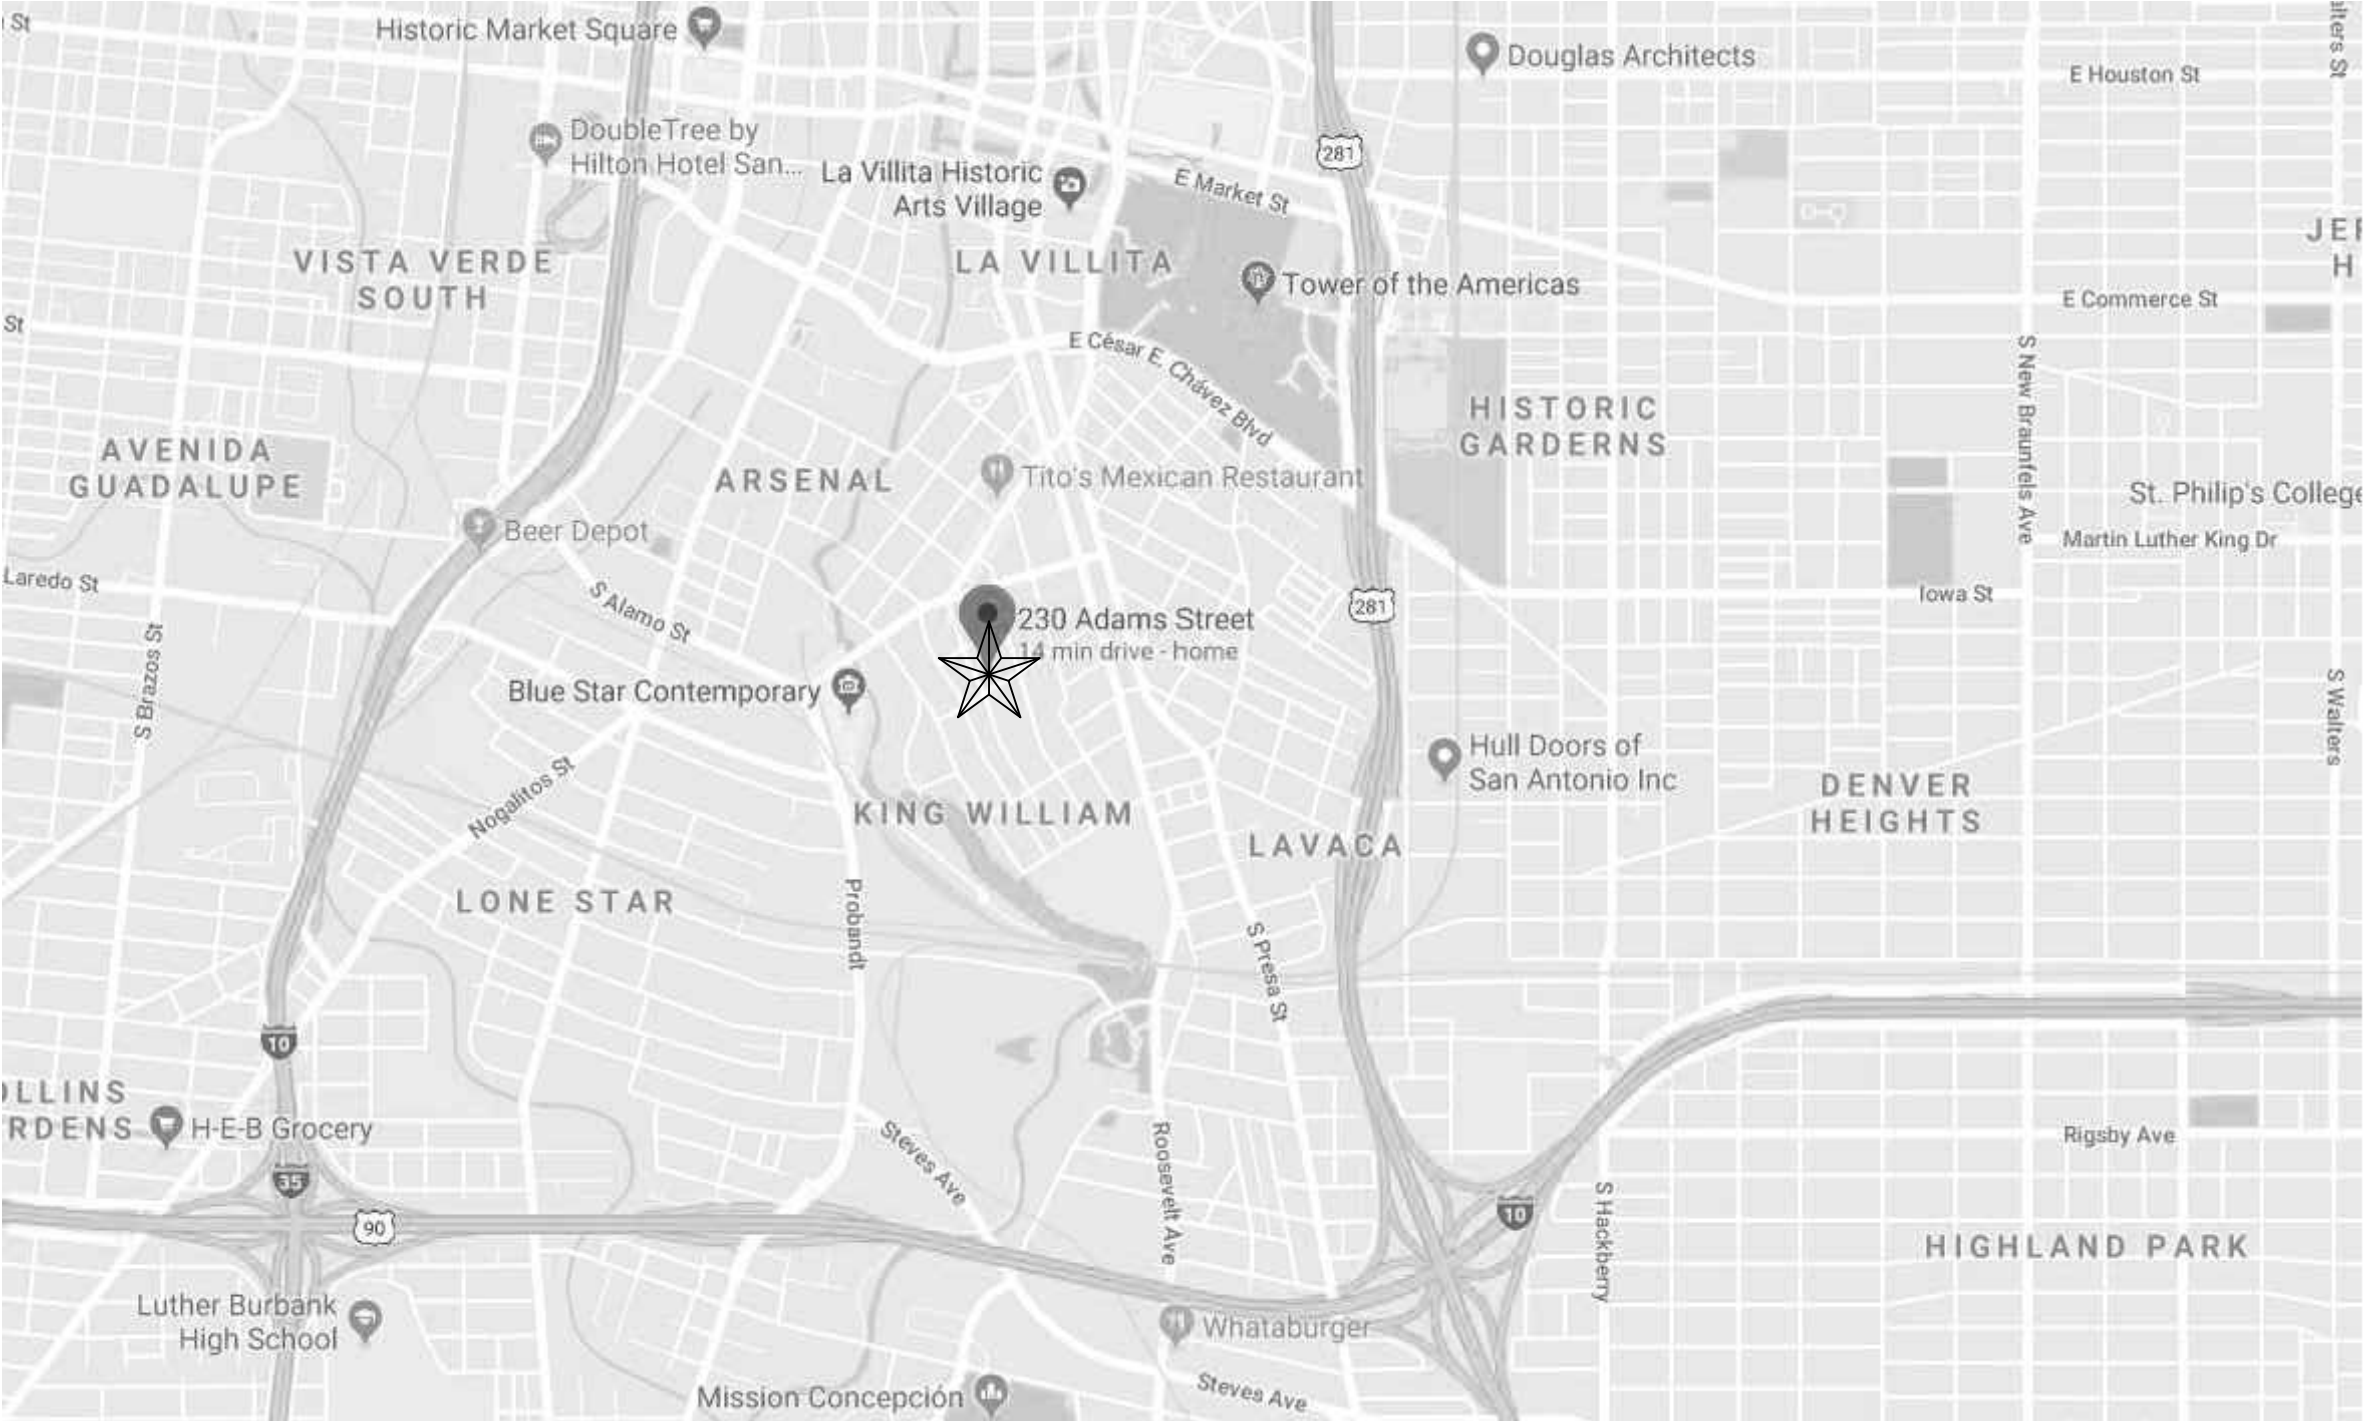 St
Historic Market Square
Douglas Architects
E Houston St
DoubleTree by
Hilton Hotel San...
281
La Villita Historic
Arts Village
E Market St
VISTA VERDE
SOUTH
LA VILLITA
Tower of the Americas
JE
H
E Commerce St
St
E César E. Chávez Blvd
S New Braunfels Ave
HISTORIC
GARDERNS
AVENIDA
GUADALUPE
ARSENAL
Tito's Mexican Restaurant
St. Philip's College
Beer Depot
Martin Luther King Dr
Laredo St
S Alamo St
Iowa St
281
230 Adams Street
14 min drive - home
S Brazos St
Blue Star Contemporary
S Walters
Hull Doors of
San Antonio Inc
Nogalitos St
KING WILLIAM
DENVER
HEIGHTS
LAVACA
LONE STAR
Probandt
S Presa St
10
OLLINS
RDENS
H-E-B Grocery
Steves Ave
Roosevelt Ave
Rigsby Ave
35
90
10
S Hackberry
HIGHLAND PARK
Luther Burbank
High School
Whataburger
Mission Concepción
Steves Ave